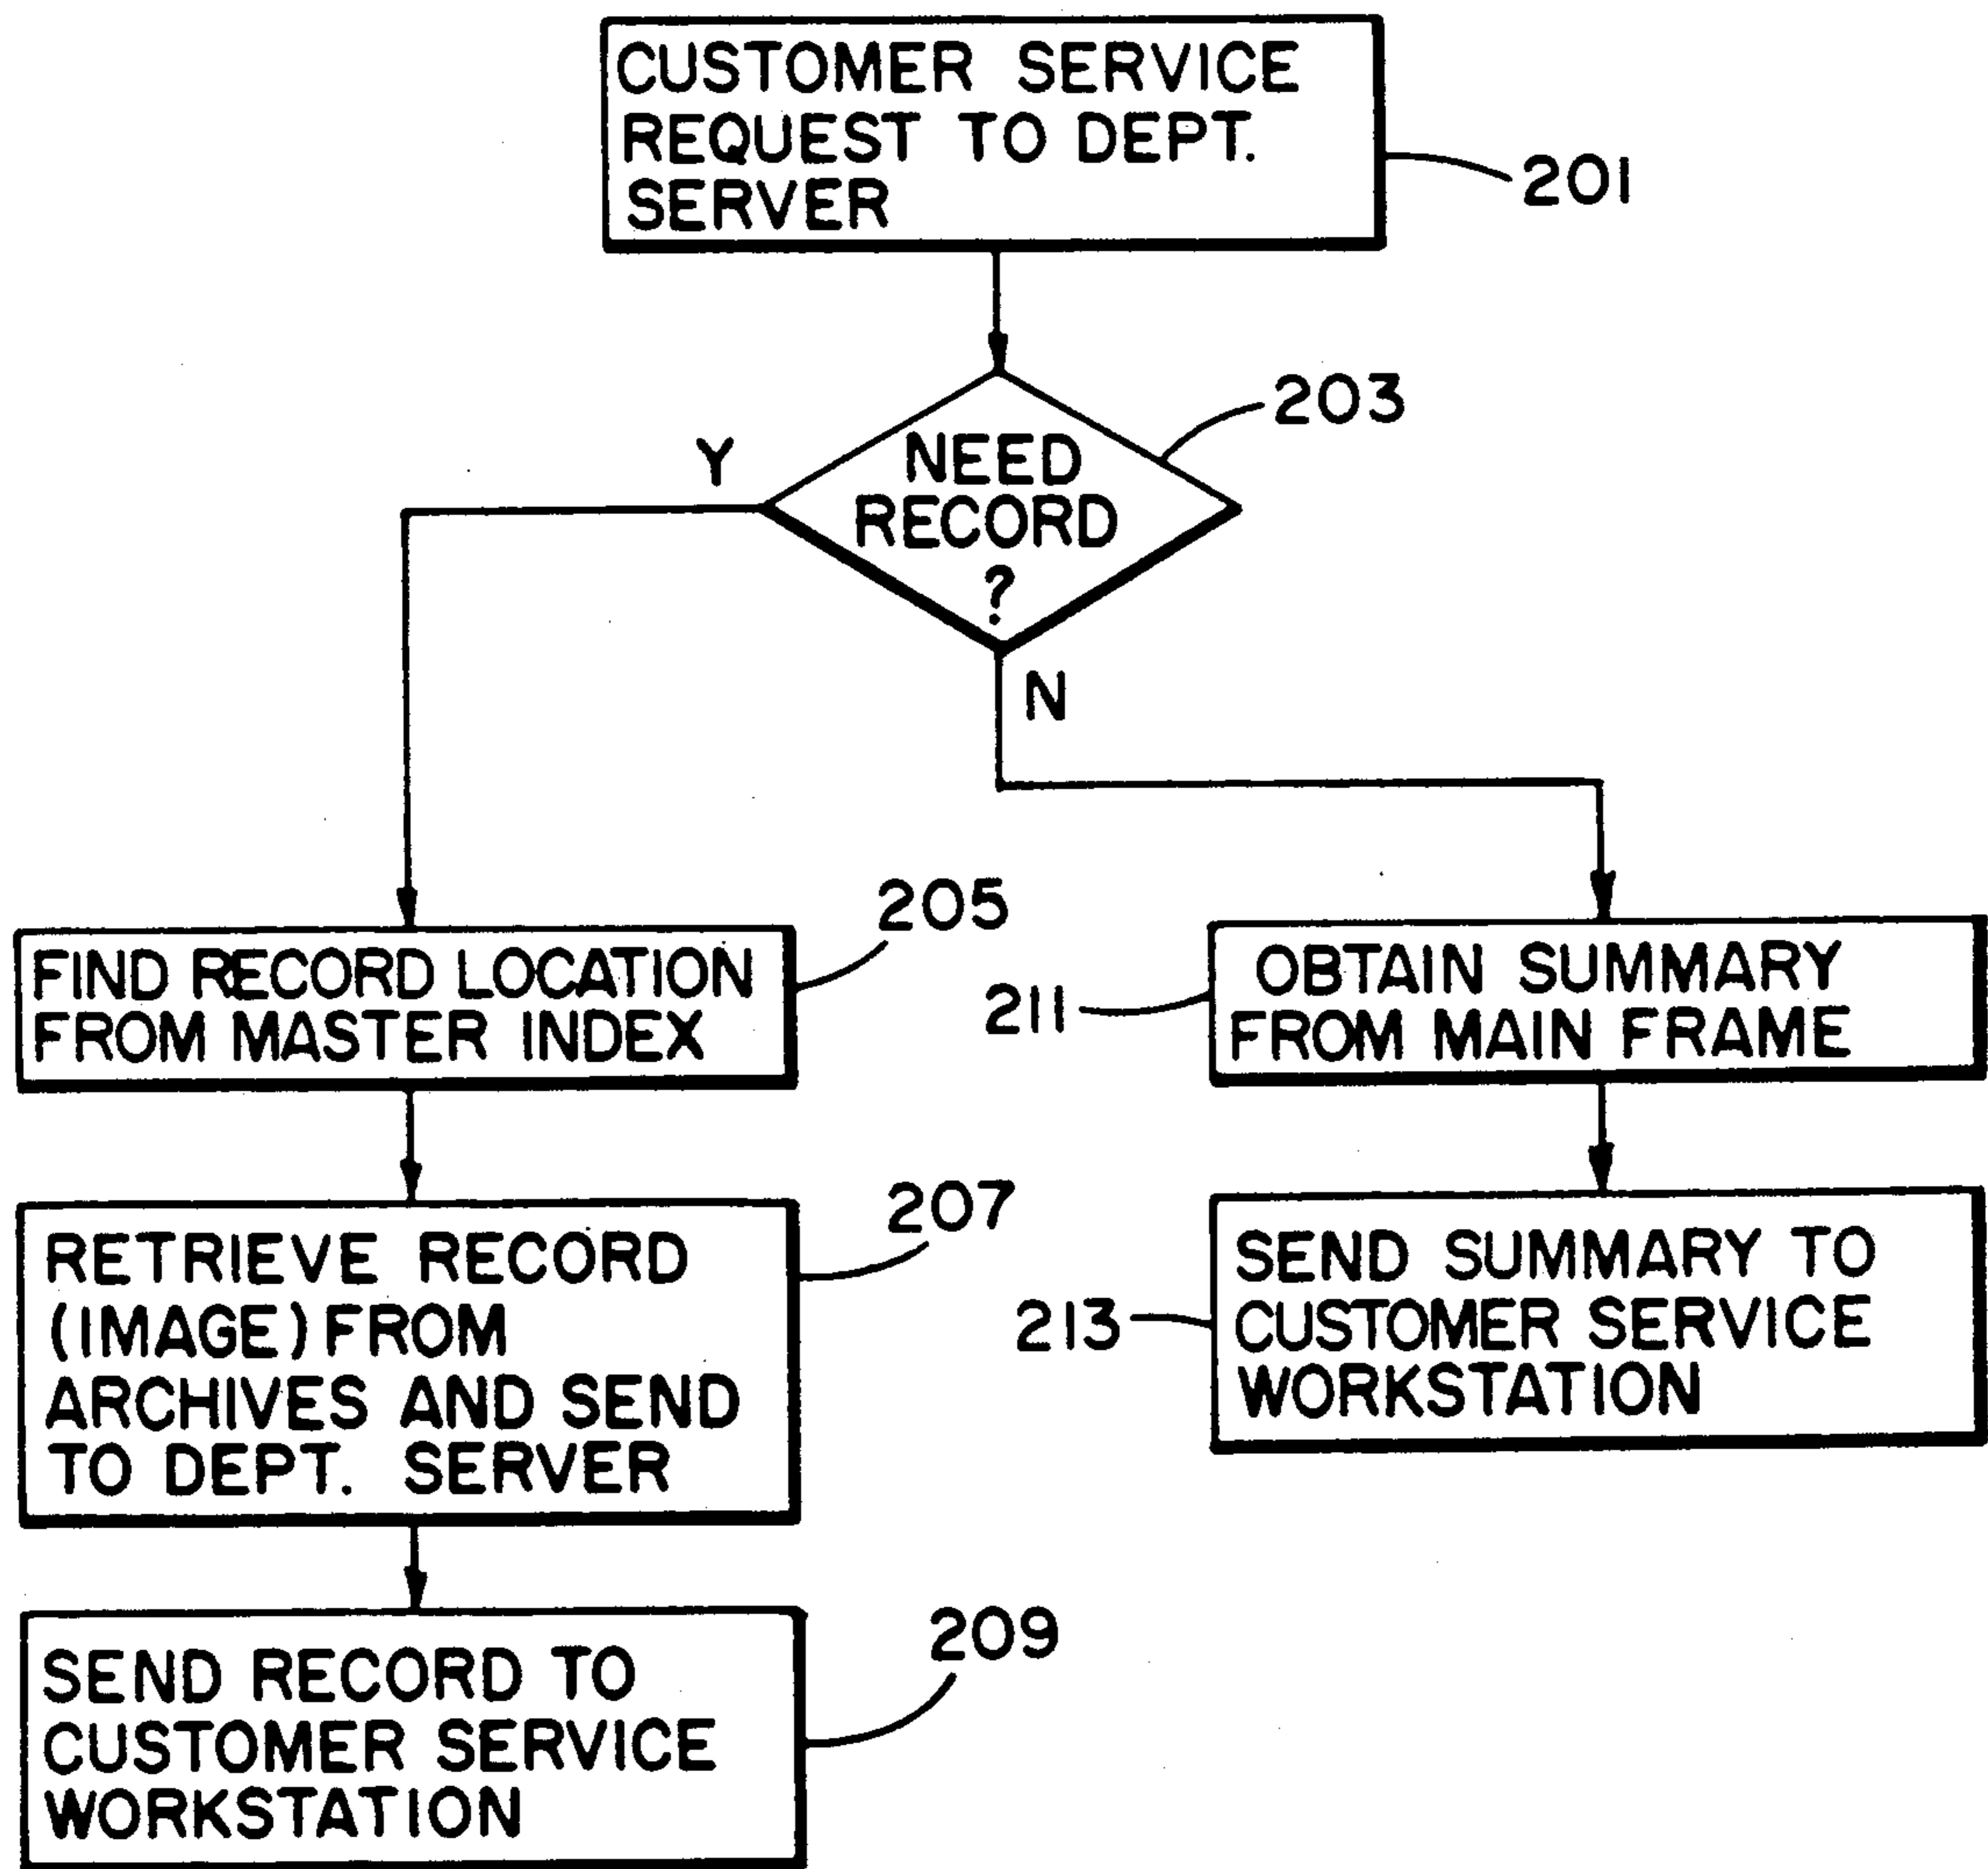 CUSTOMER SERVICE
REQUEST TO DEPT.
SERVER
201
203
Y
NEED
RECORD
?
N
205
FIND RECORD LOCATION
FROM MASTER INDEX
211
OBTAIN SUMMARY
FROM MAIN FRAME
207
RETRIEVE RECORD
(IMAGE) FROM
ARCHIVES AND SEND
TO DEPT. SERVER
213
SEND SUMMARY TO
CUSTOMER SERVICE
WORKSTATION
209
SEND RECORD TO
CUSTOMER SERVICE
WORKSTATION